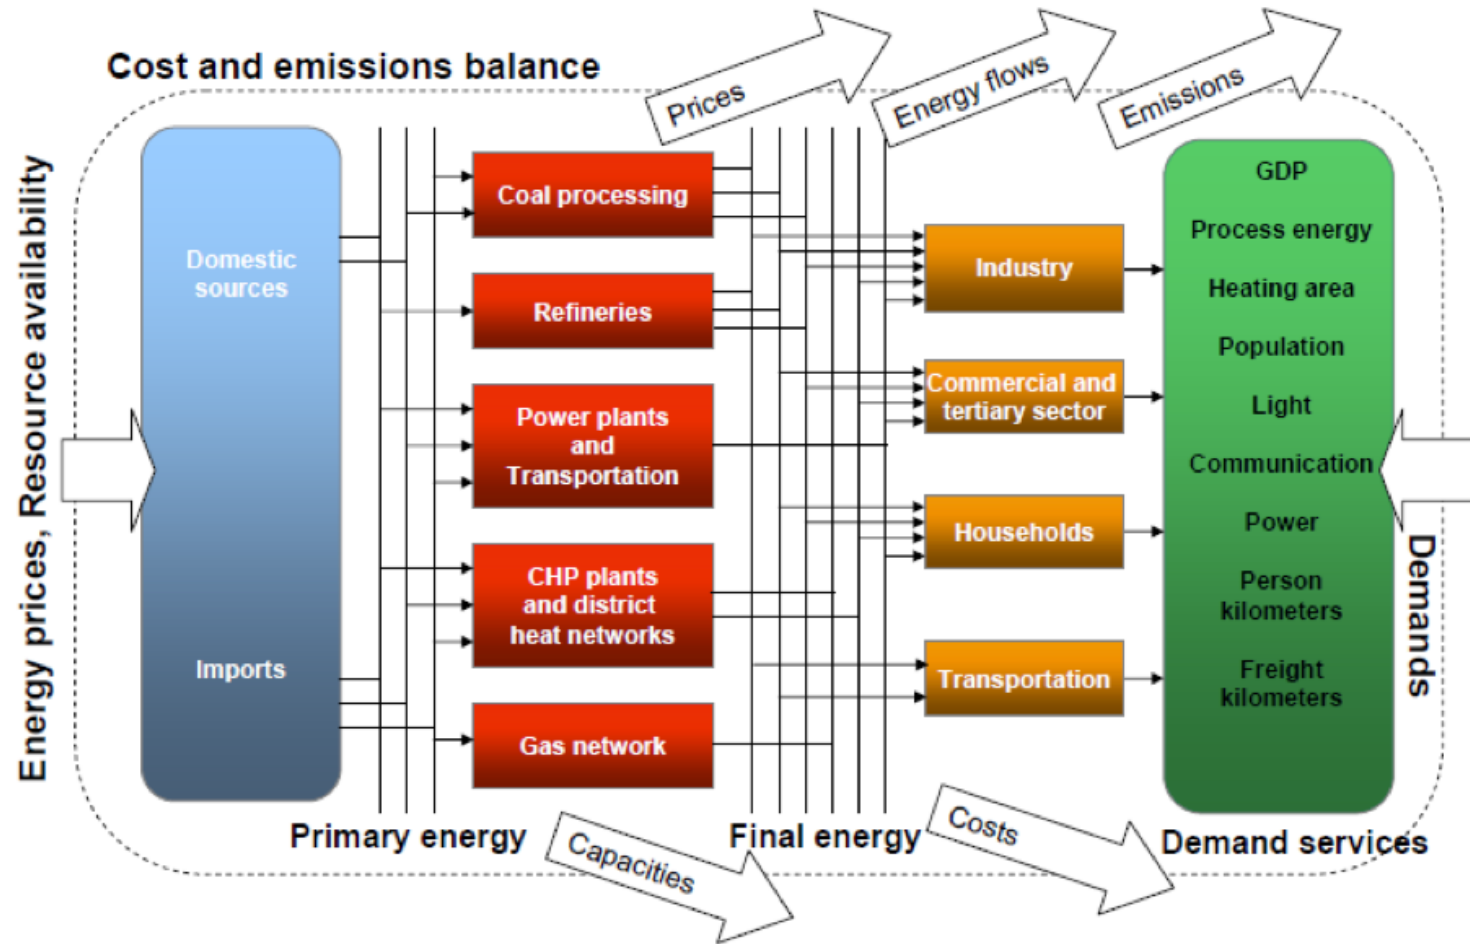 Cost and emissions balance
Prices
Energy flows
Emissions
Energy prices, Resource availability
Domestic
sources
Imports
Coal processing
Refineries
Power plants
and
Transportation
CHP plants
and district
heat networks
Gas network
Industry
Commercial and
tertiary sector
Households
Transportation
GDP
Process energy
Heating area
Population
Light
Communication
Power
Person
kilometers
Freight
kilometers
Demands
Primary energy
Final energy
Demand services
Capacities
Costs